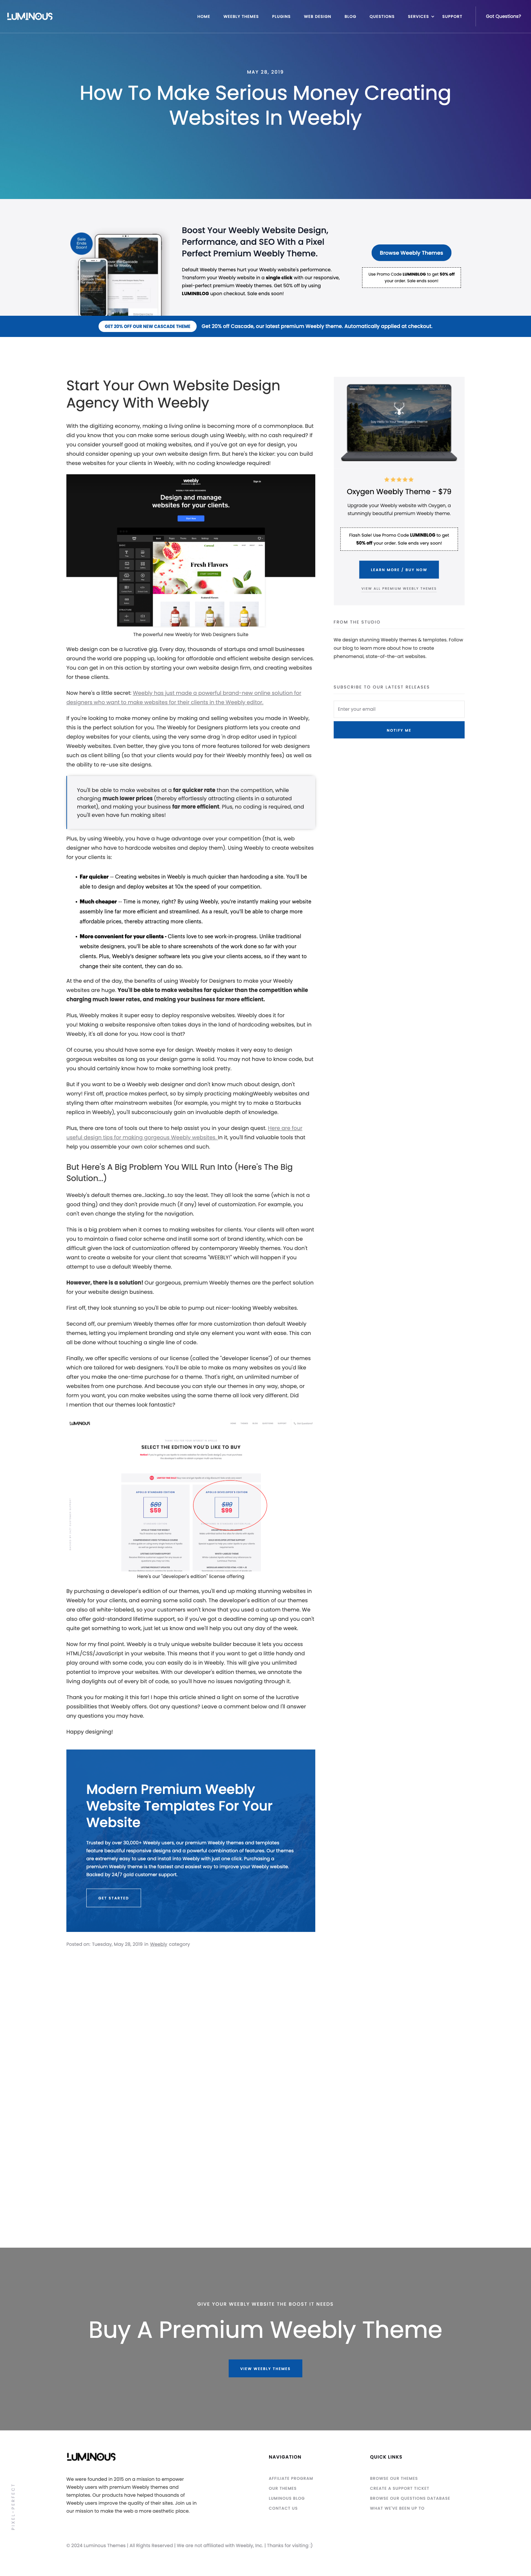 LUMINOUS
HOME
WEEBLY THEMES
PLUGINS
WEB DESIGN
BLOG
QUESTIONS
SERVICES
SUPPORT
Got Questions?
MAY 28, 2019
How To Make Serious Money Creating
Websites In Weebly
Sale Ends Soon!
Boost Your Weebly Website Design,
Performance, and SEO With a Pixel
Perfect Premium Weebly Theme.
Default Weebly themes hurt your Weebly website's performance.
Transform your Weebly website in a single click with our responsive,
pixel-perfect premium Weebly themes. Get 50% off by using
LUMINBLOG upon checkout. Sale ends soon!
Browse Weebly Themes
Use Promo Code LUMINBLOG to get 50% off
your order. Sale ends soon!
GET 20% OFF OUR NEW CASCADE THEME
Get 20% off Cascade, our latest premium Weebly theme. Automatically applied at checkout.
Start Your Own Website Design
Agency With Weebly
With the digitizing economy, making a living online is becoming more of a commonplace. But
did you know that you can make some serious dough using Weebly, with no cash required? If
you consider yourself good at making websites, and if you've got an eye for design, you
should consider opening up your own website design firm. But here's the kicker: you can build
these websites for your clients in Weebly, with no coding knowledge required!
weebly
Sign In
Design and manage
websites for your clients.
Fresh Flavors
The powerful new Weebly for Web Designers Suite
Web design can be a lucrative gig. Every day, thousands of startups and small businesses
around the world are popping up, looking for affordable and efficient website design services.
You can get in on this action by starting your own website design firm, and creating websites
for these clients.
Now here's a little secret: Weebly has just made a powerful brand-new online solution for
designers who want to make websites for their clients in the Weebly editor.
If you're looking to make money online by making and selling websites you made in Weebly,
this is the perfect solution for you. The Weebly for Designers platform lets you create websites
using the very same easy drag 'n drop editor used in typical
Weebly websites. Even better, they give you tons of more features tailored for web designers
such as client billing (so that your clients would pay for their Weebly monthly fees) as well as
the ability to re-use site designs.
You'll be able to make websites at a far quicker rate than the competition, while
charging much lower prices (thereby effortlessly attracting clients in a saturated
market), and making your business far more efficient. Plus, no coding is required, and
you'll even have fun making sites!
Plus, by using Weebly, you have a huge advantage over your competition (that is, web
designer who have to hardcode websites and deploy them). Using Weebly to create websites
for your clients is:
• Far quicker — Creating websites in Weebly is much quicker than hardcoding a site. You'll be
able to design and deploy websites at 10x the speed of your competition.
• Much cheaper — Time is money, right? By using Weebly, you're instantly making your website
assembly line far more efficient and streamlined. As a result, you'll be able to charge more
affordable prices, thereby attracting more clients.
• More convenient for your clients - Clients love to see work-in-progress. Unlike traditional
website designers, you'll be able to share screenshots of the work done so far with your
clients. Plus, Weebly's designer software lets you give your clients access, so if they want to
change their site content, they can do so.
At the end of the day, the benefits of using Weebly for Designers to make your Weebly
websites are huge. You'll be able to make websites far quicker than the competition while
charging much lower rates, and making your business far more efficient.
Plus, Weebly makes it super easy to deploy responsive websites. Weebly does it for
you! Making a website responsive often takes days in the land of hardcoding websites, but in
Weebly, it's all done for you. How cool is that?
Of course, you should have some eye for design. Weebly makes it very easy to design
gorgeous websites as long as your design game is solid. You may not have to know code, but
you should certainly know how to make something look pretty.
But if you want to be a Weebly web designer and don't know much about design, don't
worry! First off, practice makes perfect, so by simply practicing makingWeebly websites and
styling them after mainstream websites (for example, you might try to make a Starbucks
replica in Weebly), you'll subconsciously gain an invaluable depth of knowledge.
Plus, there are tons of tools out there to help assist you in your design quest. Here are four
useful design tips for making gorgeous Weebly websites. In it, you'll find valuable tools that
help you assemble your own color schemes and such.
But Here's A Big Problem You WILL Run Into (Here's The Big
Solution...)
Weebly's default themes are...lacking...to say the least. They all look the same (which is not a
good thing) and they don't provide much (if any) level of customization. For example, you
can't even change the styling for the navigation.
This is a big problem when it comes to making websites for clients. Your clients will often want
you to maintain a fixed color scheme and instill some sort of brand identity, which can be
difficult given the lack of customization offered by contemporary Weebly themes. You don't
want to create a website for your client that screams "WEEBLY!" which will happen if you
attempt to use a default Weebly theme.
However, there is a solution! Our gorgeous, premium Weebly themes are the perfect solution
for your website design business.
First off, they look stunning so you'll be able to pump out nicer-looking Weebly websites.
Second off, our premium Weebly themes offer far more customization than default Weebly
themes, letting you implement branding and style any element you want with ease. This can
all be done without touching a single line of code.
Finally, we offer specific versions of our license (called the "developer license") of our themes
which are tailored for web designers. You'll be able to make as many websites as you'd like
after you make the one-time purchase for a theme. That's right, an unlimited number of
websites from one purchase. And because you can style our themes in any way, shape, or
form you want, you can make websites using the same theme all look very different. Did
I mention that our themes look fantastic?
LUMINOUS
SELECT THE EDITION YOU'D LIKE TO BUY
$80
$59
$190
$99
Here's our "developer's edition" license offering
By purchasing a developer's edition of our themes, you'll end up making stunning websites in
Weebly for your clients, and earning some solid cash. The developer's edition of our themes
are also all white-labeled, so your customers won't know that you used a custom theme. We
also offer gold-standard lifetime support, so if you've got a deadline coming up and you can't
quite get something to work, just let us know and we'll help you out any day of the week.
Now for my final point. Weebly is a truly unique website builder because it lets you access
HTML/CSS/JavaScript in your website. This means that if you want to get a little handy and
play around with some code, you can easily do is in Weebly. This will give you unlimited
potential to improve your websites. With our developer's edition themes, we annotate the
living daylights out of every bit of code, so you'll have no issues navigating through it.
Thank you for making it this far! I hope this article shined a light on some of the lucrative
possibilities that Weebly offers. Got any questions? Leave a comment below and I'll answer
any questions you may have.
Happy designing!
Modern Premium Weebly
Website Templates For Your
Website
Trusted by over 30,000+ Weebly users, our premium Weebly themes and templates
feature beautiful responsive designs and a powerful combination of features. Our themes
are extremely easy to use and install into Weebly with just one click. Purchasing a
premium Weebly theme is the fastest and easiest way to improve your Weebly website.
Backed by 24/7 gold customer support.
GET STARTED
Posted on: Tuesday, May 28, 2019 in Weebly category
Oxygen Weebly Theme - $79
Upgrade your Weebly website with Oxygen, a
stunningly beautiful premium Weebly theme.
Flash Sale! Use Promo Code LUMINBLOG to get
50% off your order. Sale ends very soon!
LEARN MORE / BUY NOW
VIEW ALL PREMIUM WEEBLY THEMES
FROM THE STUDIO
We design stunning Weebly themes & templates. Follow
our blog to learn more about how to create
phenomenal, state-of-the-art websites.
SUBSCRIBE TO OUR LATEST RELEASES
Enter your email
NOTIFY ME
GIVE YOUR WEEBLY WEBSITE THE BOOST IT NEEDS
Buy A Premium Weebly Theme
VIEW WEEBLY THEMES
PIXEL-PERFECT
LUMINOUS
We were founded in 2015 on a mission to empower
Weebly users with premium Weebly themes and
templates. Our products have helped thousands of
Weebly users improve the quality of their sites. Join us in
our mission to make the web a more aesthetic place.
NAVIGATION
AFFILIATE PROGRAM
OUR THEMES
LUMINOUS BLOG
CONTACT US
QUICK LINKS
BROWSE OUR THEMES
CREATE A SUPPORT TICKET
BROWSE OUR QUESTIONS DATABASE
WHAT WE'VE BEEN UP TO
© 2024 Luminous Themes | All Rights Reserved | We are not affiliated with Weebly, Inc. | Thanks for visiting :)